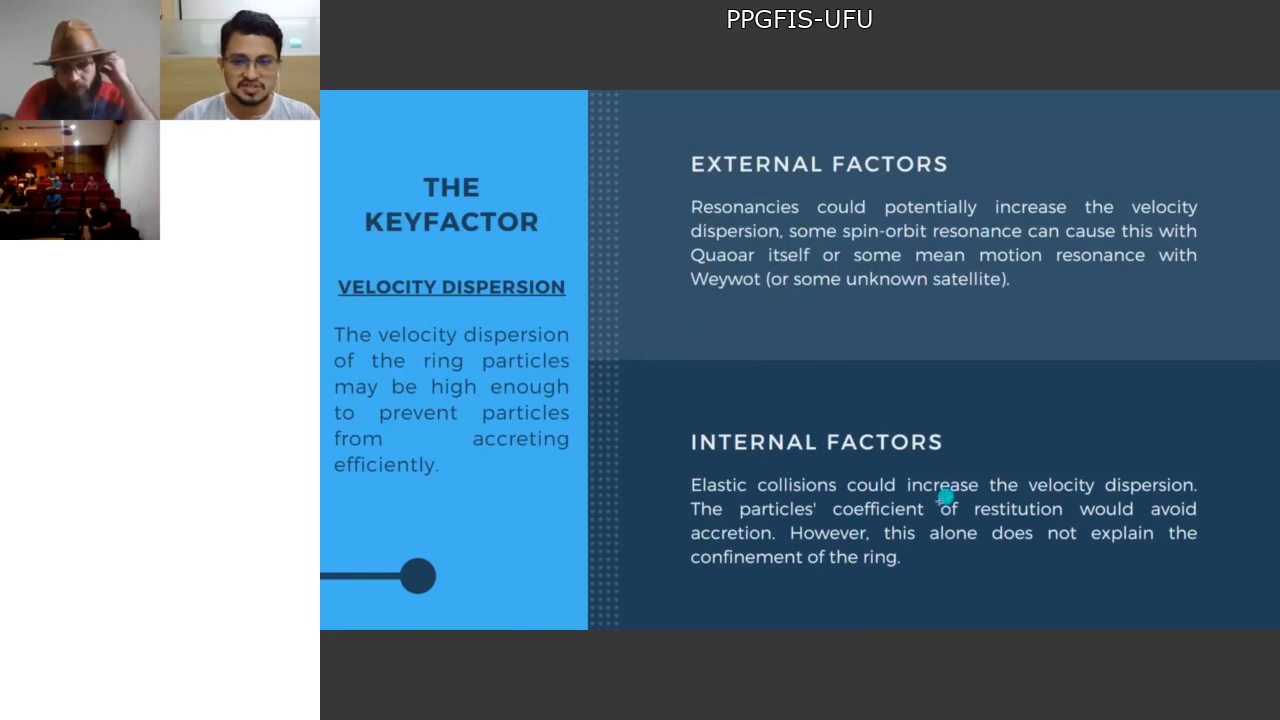 PPGFIS-UFU
THE
KEYFACTOR
VELOCITY DISPERSION
The velocity dispersion
of the ring particles
may be high enough
to prevent particles
from accreting
efficiently.
EXTERNAL FACTORS
Resonancies could potentially increase the velocity
dispersion, some spin-orbit resonance can cause this with
Quaoar itself or some mean motion resonance with
Weywot (or some unknown satellite).
INTERNAL FACTORS
Elastic collisions could increase the velocity dispersion.
The particles' coefficient of restitution would avoid
accretion. However, this alone does not explain the
confinement of the ring.